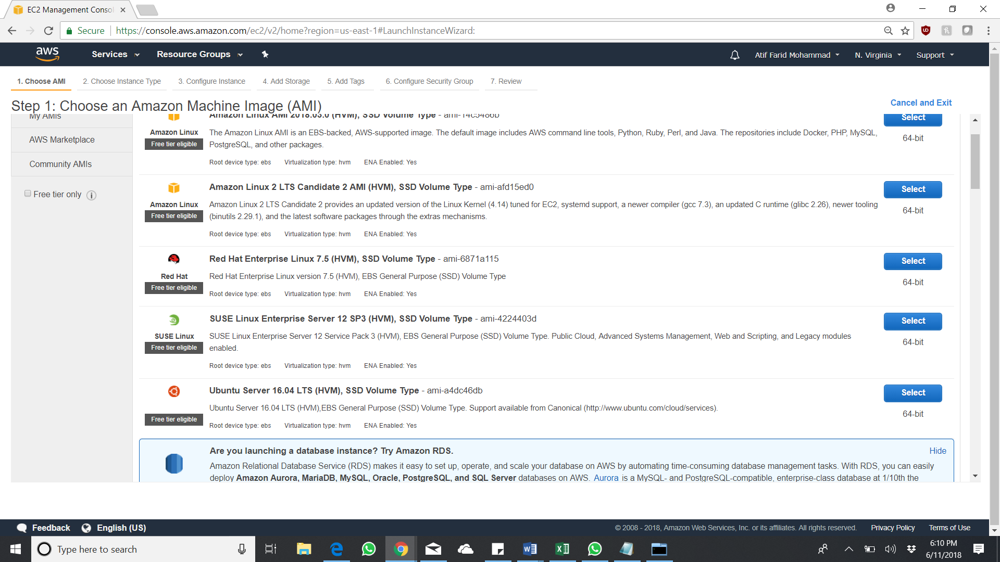 EC2 Management Consol
Secure
https://console.aws.amazon.com/ec2/v2/home?region=us-east-1#LaunchInstanceWizard:
aws
Services
Resource Groups
Atif Farid Mohammad
N. Virginia
Support
1. Choose AMI
2. Choose Instance Type
3. Configure Instance
4. Add Storage
5. Add Tags
6. Configure Security Group
7. Review
Step 1: Choose an Amazon Machine Image (AMI)
Cancel and Exit
My AMIs
AWS Marketplace
Community AMIs
Free tier only
Amazon Linux AMI 2018.03.0 (HVM), SSD Volume Type - ami-14c5486b
Select
64-bit
Amazon Linux
Free tier eligible
The Amazon Linux AMI is an EBS-backed, AWS-supported image. The default image includes AWS command line tools, Python, Ruby, Perl, and Java. The repositories include Docker, PHP, MySQL,
PostgreSQL, and other packages.
Root device type: ebs Virtualization type: hvm ENA Enabled: Yes
Amazon Linux 2 LTS Candidate 2 AMI (HVM), SSD Volume Type - ami-afd15ed0
Select
64-bit
Amazon Linux
Free tier eligible
Amazon Linux 2 LTS Candidate 2 provides an updated version of the Linux Kernel (4.14) tuned for EC2, systemd support, a newer compiler (gcc 7.3), an updated C runtime (glibc 2.26), newer tooling
(binutils 2.29.1), and the latest software packages through the extras mechanisms.
Root device type: ebs Virtualization type: hvm ENA Enabled: Yes
Red Hat Enterprise Linux 7.5 (HVM), SSD Volume Type - ami-6871a115
Select
64-bit
Red Hat
Free tier eligible
Red Hat Enterprise Linux version 7.5 (HVM), EBS General Purpose (SSD) Volume Type
Root device type: ebs Virtualization type: hvm ENA Enabled: Yes
SUSE Linux Enterprise Server 12 SP3 (HVM), SSD Volume Type - ami-4224403d
Select
64-bit
SUSE Linux
Free tier eligible
SUSE Linux Enterprise Server 12 Service Pack 3 (HVM), EBS General Purpose (SSD) Volume Type. Public Cloud, Advanced Systems Management, Web and Scripting, and Legacy modules
enabled.
Root device type: ebs Virtualization type: hvm ENA Enabled: Yes
Ubuntu Server 16.04 LTS (HVM), SSD Volume Type - ami-a4dc46db
Select
64-bit
Free tier eligible
Ubuntu Server 16.04 LTS (HVM),EBS General Purpose (SSD) Volume Type. Support available from Canonical (http://www.ubuntu.com/cloud/services).
Root device type: ebs Virtualization type: hvm ENA Enabled: Yes
Are you launching a database instance? Try Amazon RDS.
Hide
Amazon Relational Database Service (RDS) makes it easy to set up, operate, and scale your database on AWS by automating time-consuming database management tasks. With RDS, you can easily
deploy Amazon Aurora, MariaDB, MySQL, Oracle, PostgreSQL, and SQL Server databases on AWS. Aurora is a MySQL- and PostgreSQL-compatible, enterprise-class database at 1/10th the
Feedback
English (US)
© 2008 - 2018, Amazon Web Services, Inc. or its affiliates. All rights reserved.
Privacy Policy
Terms of Use
Type here to search
6:10 PM
6/11/2018